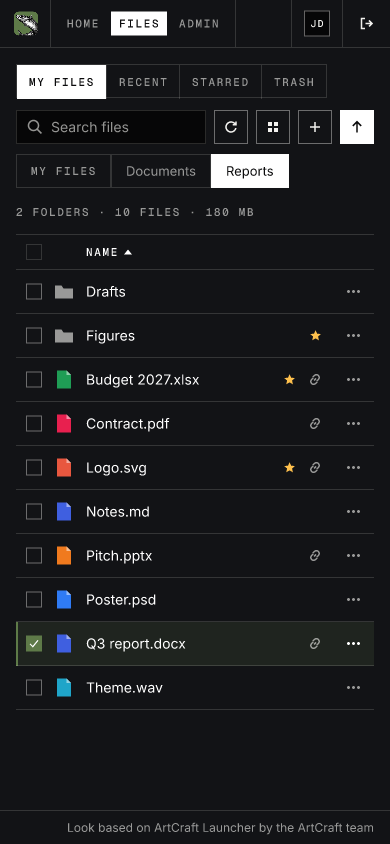 HOME FILES ADMIN JD
MY FILES RECENT STARRED TRASH
Search files
MY FILES Documents Reports
2 FOLDERS · 10 FILES · 180 MB
NAME
Drafts
Figures
Budget 2027.xlsx
Contract.pdf
Logo.svg
Notes.md
Pitch.pptx
Poster.psd
Q3 report.docx
Theme.wav
Look based on ArtCraft Launcher by the ArtCraft team